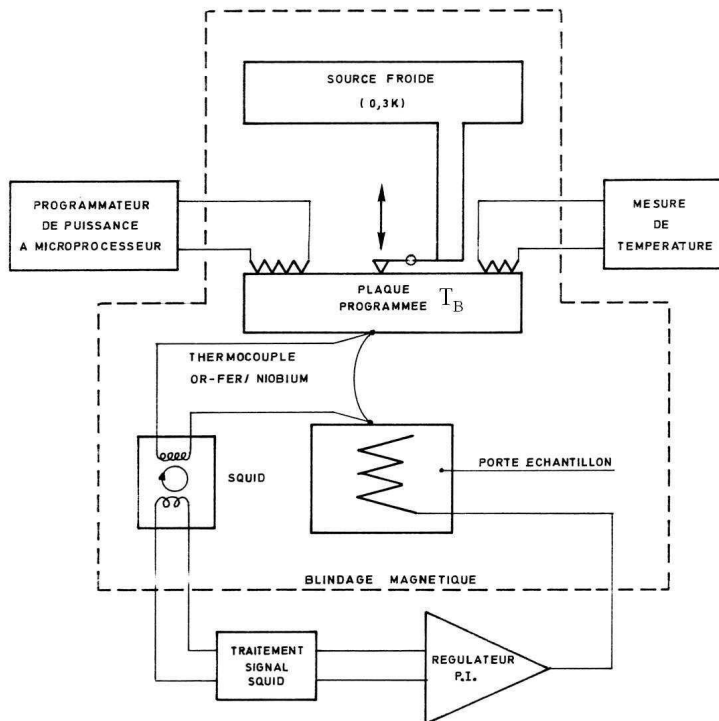 SOURCE FROIDE
(0,3K)
PROGRAMMATEUR
DE PUISSANCE
A MICROPROCESSEUR
MESURE
DE
TEMPERATURE
PLAQUE
PROGRAMMEE T_B
THERMOCOUPLE
OR-FER/ NIOBIUM
SQUID
PORTE ECHANTILLON
BLINDAGE MAGNETIQUE
TRAITEMENT
SIGNAL
SQUID
REGULATEUR
P.I.